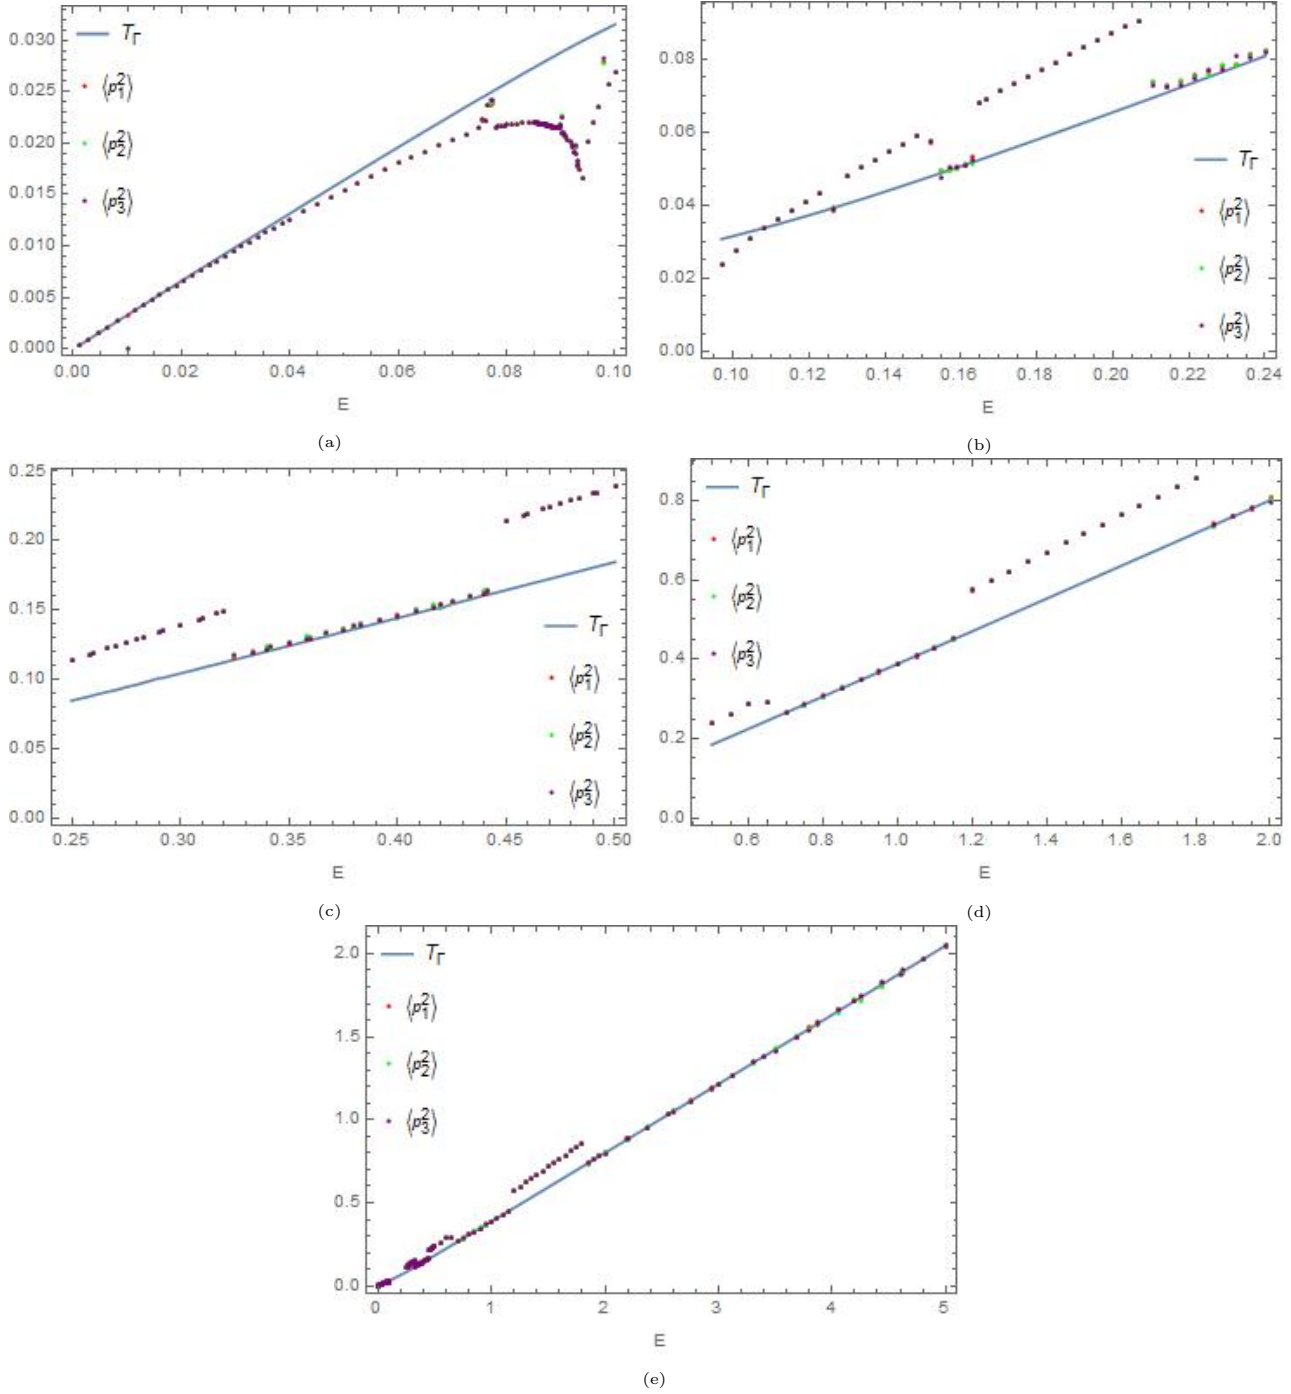 0.030
0.025
0.020
0.015
0.010
0.005
0.000
T_Γ
⟨p_1^2⟩
⟨p_2^2⟩
⟨p_3^2⟩
0.00 0.02 0.04 0.06 0.08 0.10
E
(a)
0.08
0.06
0.04
0.02
0.00
T_Γ
⟨p_1^2⟩
⟨p_2^2⟩
⟨p_3^2⟩
0.10 0.12 0.14 0.16 0.18 0.20 0.22 0.24
E
(b)
0.25
0.20
0.15
0.10
0.05
0.00
T_Γ
⟨p_1^2⟩
⟨p_2^2⟩
⟨p_3^2⟩
0.25 0.30 0.35 0.40 0.45 0.50
E
(c)
T_Γ
⟨p_1^2⟩
⟨p_2^2⟩
⟨p_3^2⟩
0.8
0.6
0.4
0.2
0.0
0.6 0.8 1.0 1.2 1.4 1.6 1.8 2.0
E
(d)
2.0
1.5
1.0
0.5
0.0
T_Γ
⟨p_1^2⟩
⟨p_2^2⟩
⟨p_3^2⟩
0 1 2 3 4 5
E
(e)